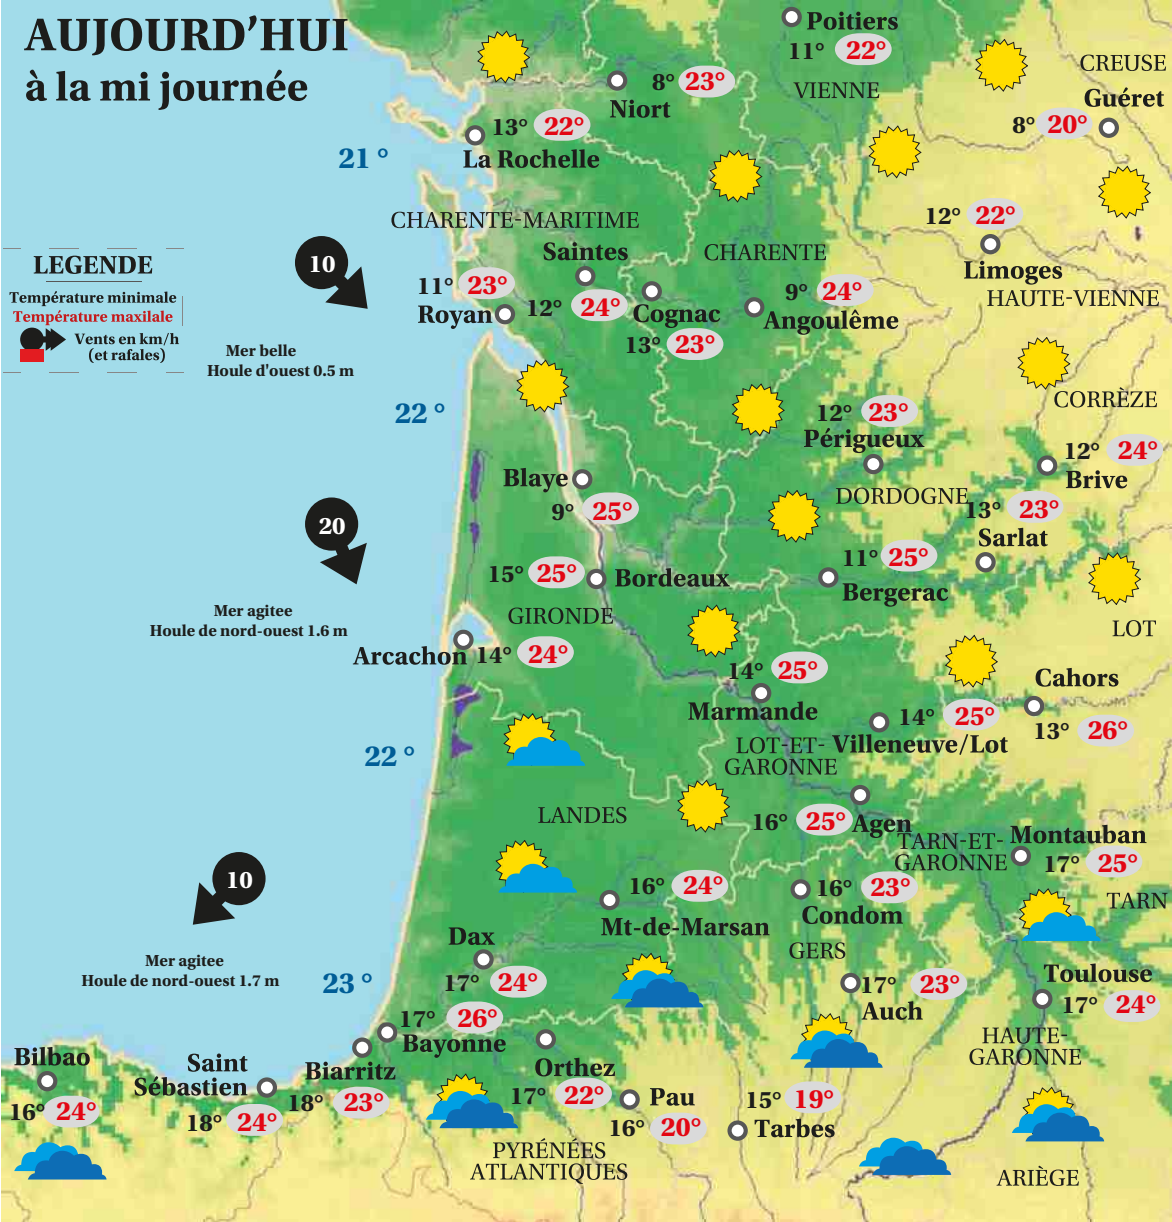 AUJOURD’HUI
à la mi journée
Poitiers
11° 22°
VIENNE
CREUSE
Guéret
8° 20°
8° 23°
Niort
13° 22°
La Rochelle
21 °
CHARENTE-MARITIME
12° 22°
Limoges
HAUTE-VIENNE
CHARENTE
Saintes
12° 24°
LEGENDE
Température minimale
Température maxilale
Vents en km/h
(et rafales)
10
11° 23°
Royan
Cognac
13° 23°
9° 24°
Angoulême
Mer belle
Houle d'ouest 0.5 m
22 °
CORRÈZE
12° 23°
Périgueux
12° 24°
Brive
DORDOGNE
Blaye
9° 25°
13° 23°
Sarlat
20
15° 25° Bordeaux
11° 25°
Bergerac
GIRONDE
LOT
Mer agitee
Houle de nord-ouest 1.6 m
Arcachon 14° 24°
14° 25°
Marmande
Cahors
13° 26°
14° 25°
Villeneuve/Lot
LOT-ET-
GARONNE
22 °
LANDES
16° 25° Agen
TARN-ET-
GARONNE
Montauban
17° 25°
TARN
10
16° 24°
Mt-de-Marsan
16° 23°
Condom
GERS
Dax
17° 24°
Mer agitee
Houle de nord-ouest 1.7 m
23 °
17° 23°
Auch
Toulouse
17° 24°
HAUTE-
GARONNE
17° 26°
Bayonne
Bilbao
16° 24°
Saint
Sébastien
18° 24°
Biarritz
18° 23°
Orthez
17° 22°
Pau
16° 20°
15° 19°
Tarbes
PYRÉNÉES
ATLANTIQUES
ARIÈGE